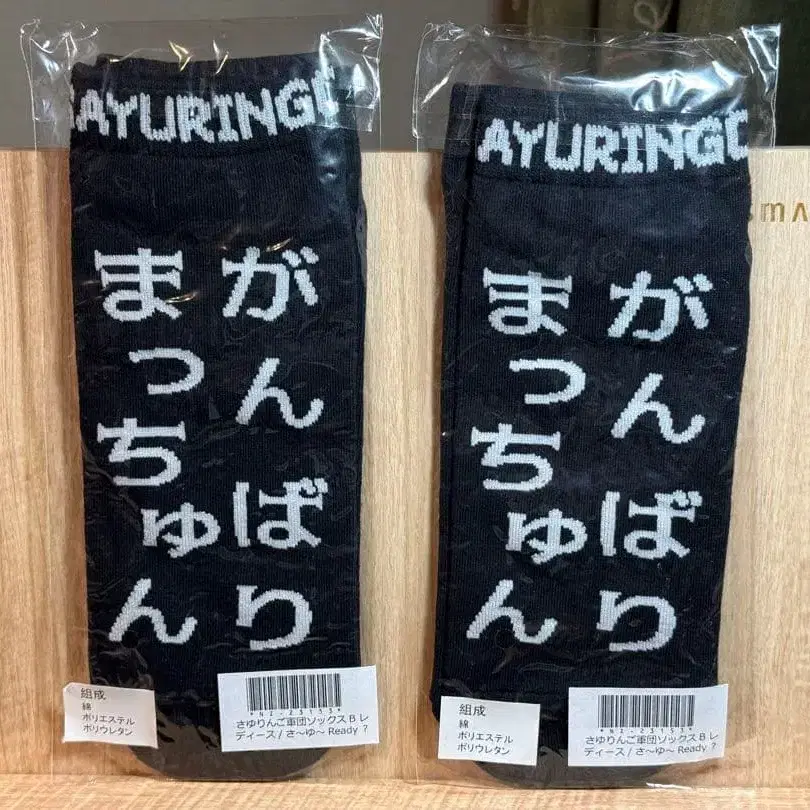 AYURINGO
がんばり
まっちゅん
組成
綿
ポリエステル
ポリウレタン
*N2-23153*
さゆりんご軍団ソックスB レ
ディース / さ～ゆ～ Ready ?
AYURINGO
がんばり
まっちゅん
組成
綿
ポリエステル
ポリウレタン
*N2-23153*
さゆりんご軍団ソックスB レ
ディース / さ～ゆ～ Ready ?